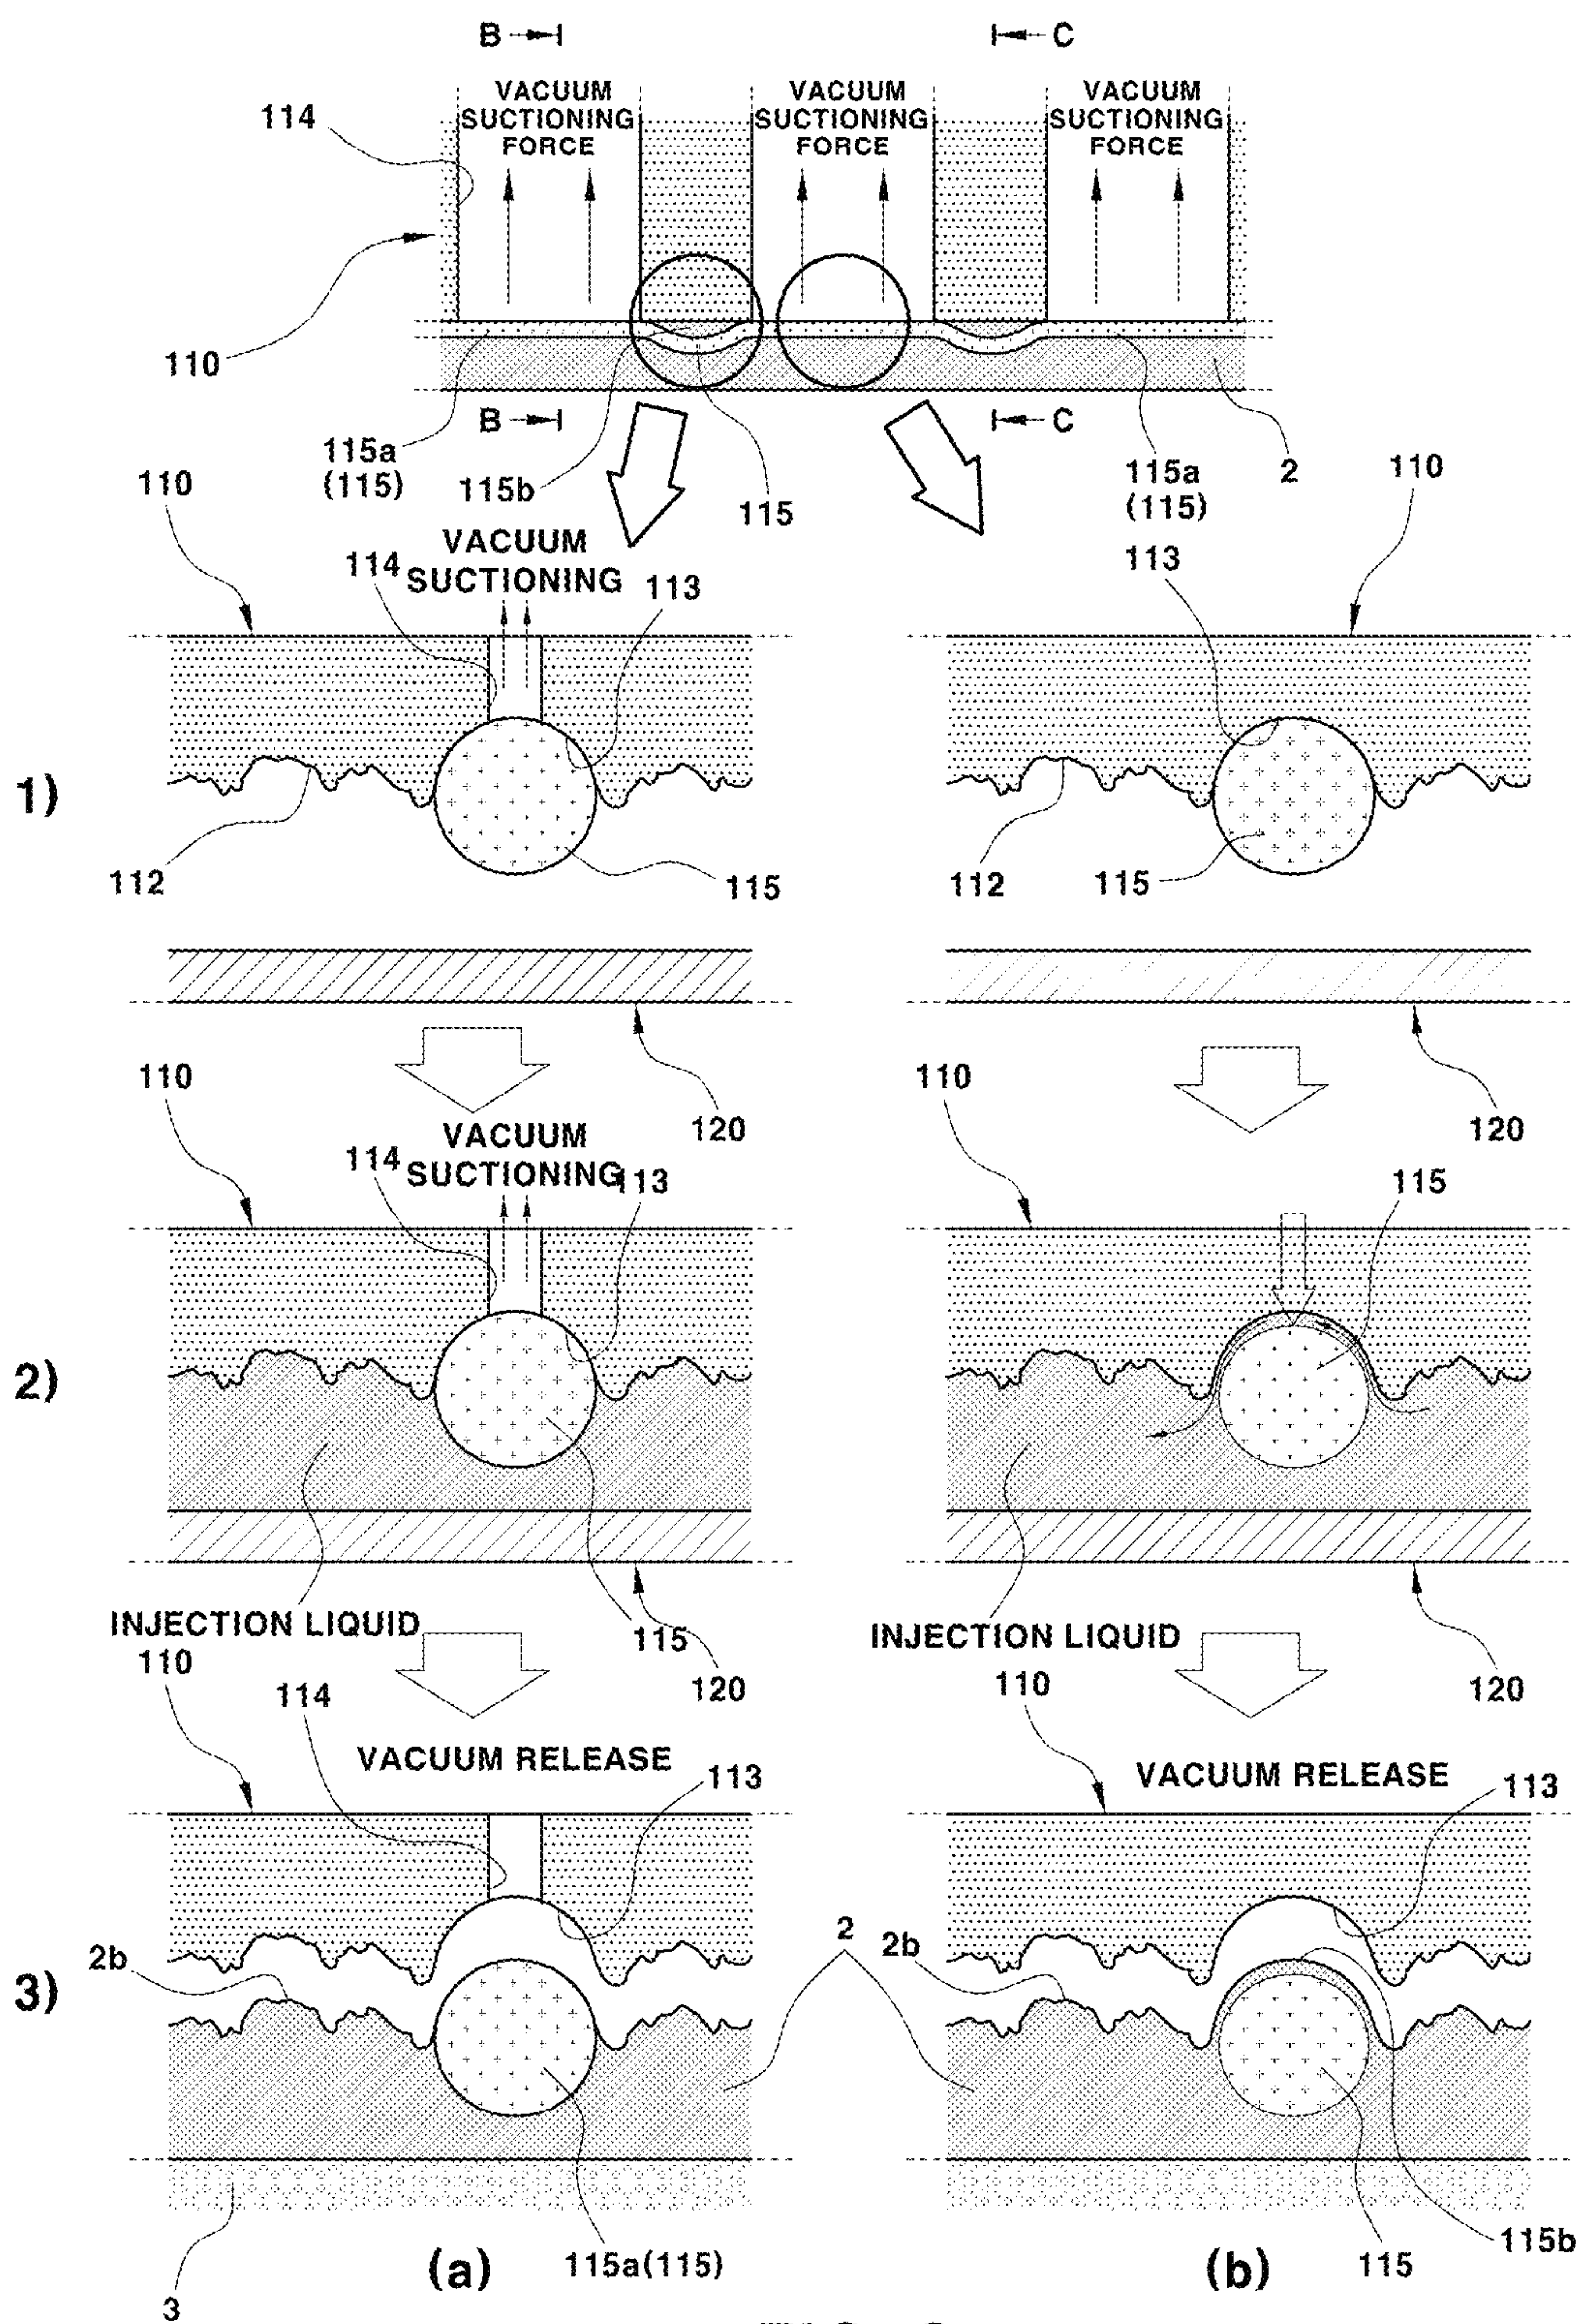 B C
VACUUM SUCTIONING FORCE
VACUUM SUCTIONING FORCE
VACUUM SUCTIONING FORCE
114
110
B C
115a (115)
115b
115
115a (115)
2
110
VACUUM SUCTIONING
114
113
113
110
1)
112
115
112
115
120
120
110
VACUUM SUCTIONING
114
113
110
115
2)
INJECTION LIQUID
115
120
INJECTION LIQUID
120
110
114
VACUUM RELEASE
113
110
VACUUM RELEASE
113
3)
2b
2
2b
3
(a)
115a(115)
(b)
115
115b